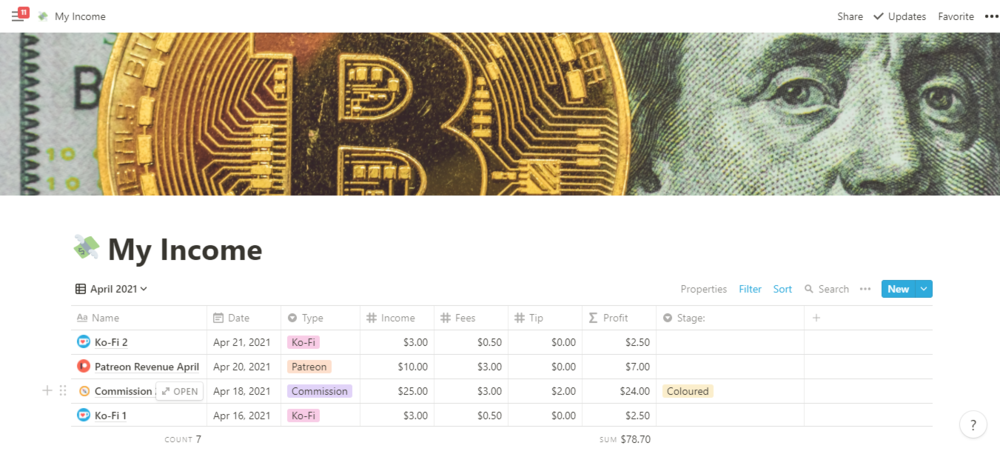 11 My Income Share Updates Favorite
My Income
April 2021 Properties Filter Sort Search New
Aa Name Date Type Income Fees Tip Profit Stage:
Ko-Fi 2 Apr 21, 2021 Ko-Fi $3.00 $0.50 $0.00 $2.50
Patreon Revenue April Apr 20, 2021 Patreon $10.00 $3.00 $0.00 $7.00
Commission OPEN Apr 18, 2021 Commission $25.00 $3.00 $2.00 $24.00 Coloured
Ko-Fi 1 Apr 16, 2021 Ko-Fi $3.00 $0.50 $0.00 $2.50
COUNT 7 SUM $78.70
?